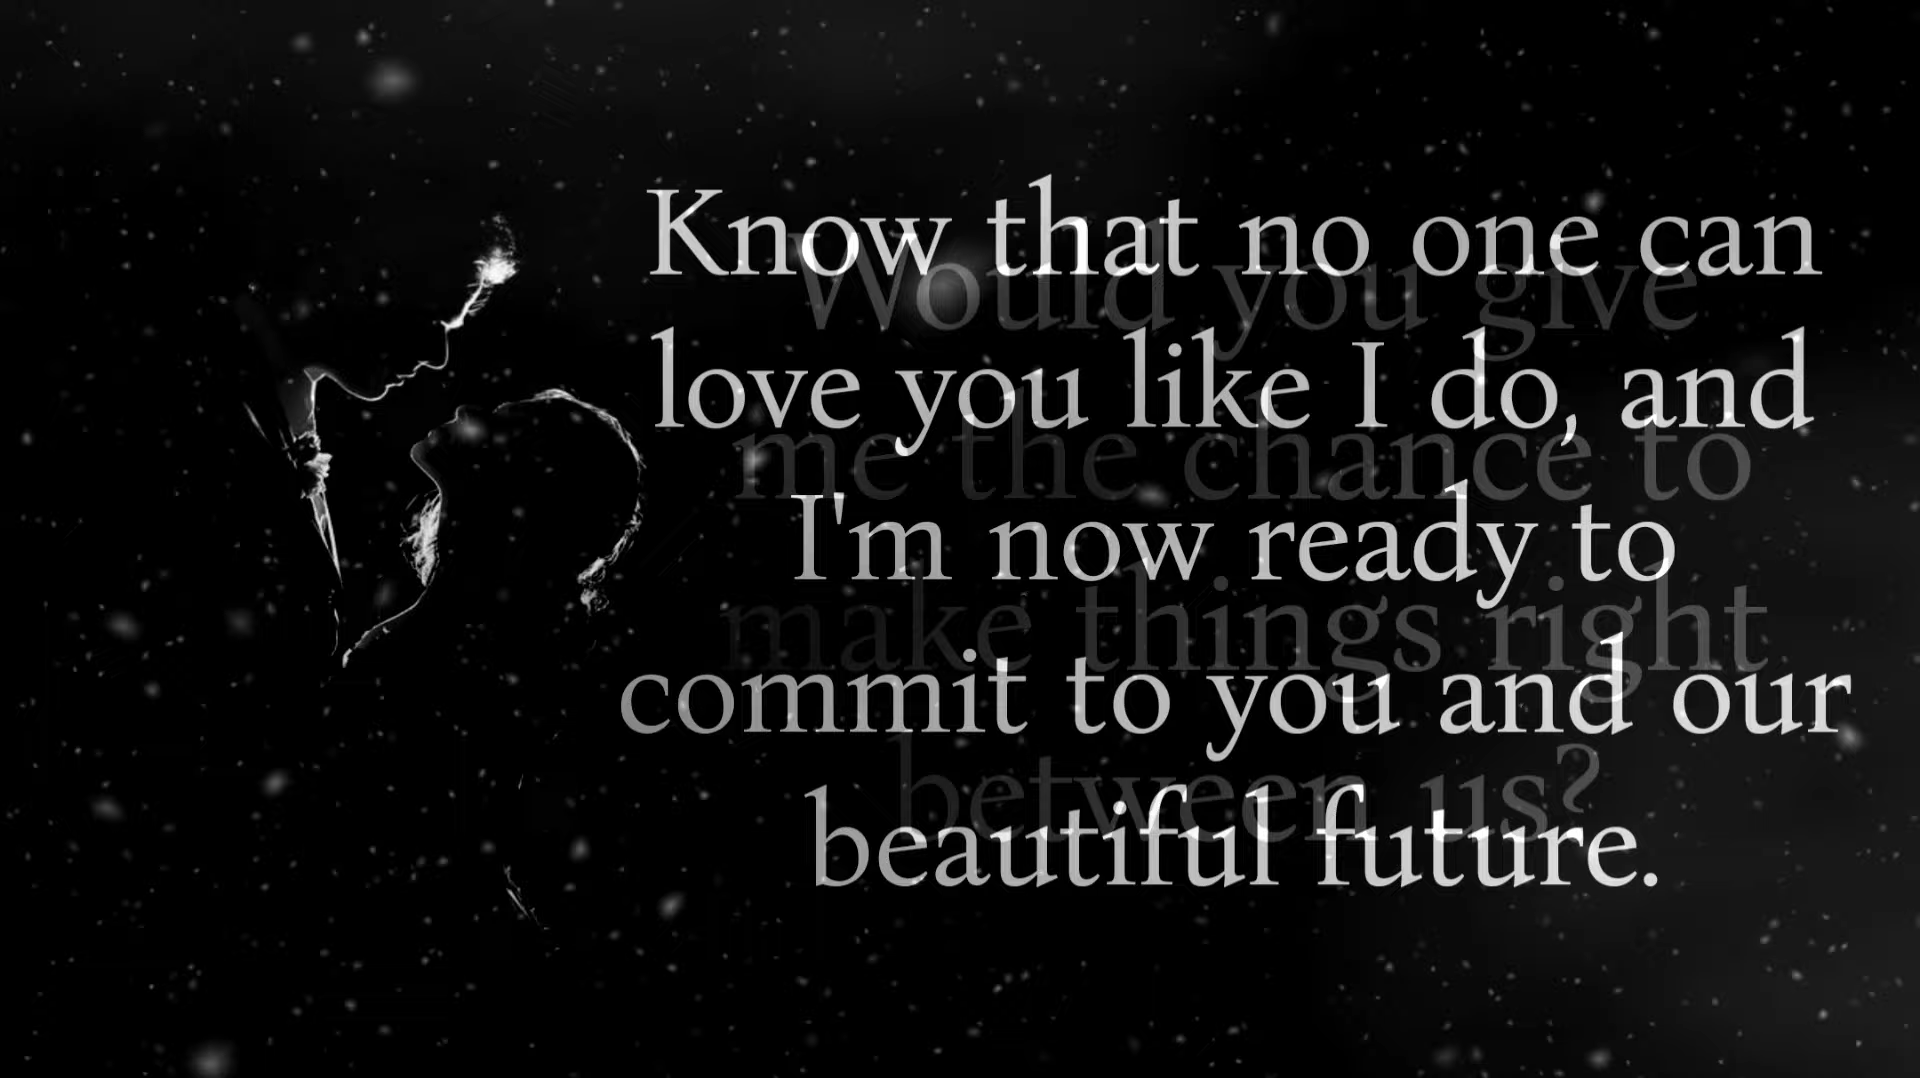 Know that no one can
love you like I do, and
I'm now ready to
commit to you and our
beautiful future.
Would you give
me the chance to
make things right
between us?